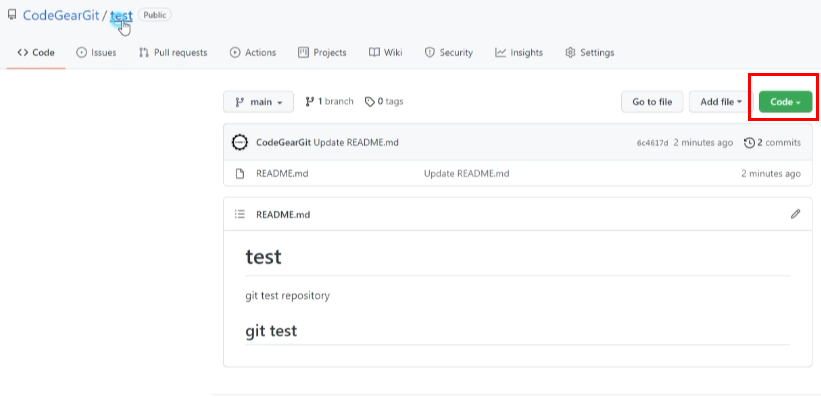 CodeGearGit / test Public
Code Issues Pull requests Actions Projects Wiki Security Insights Settings
main 1 branch 0 tags Go to file Add file Code
CodeGearGit Update README.md 6c4617d 2 minutes ago 2 commits
README.md Update README.md 2 minutes ago
README.md
test
git test repository
git test